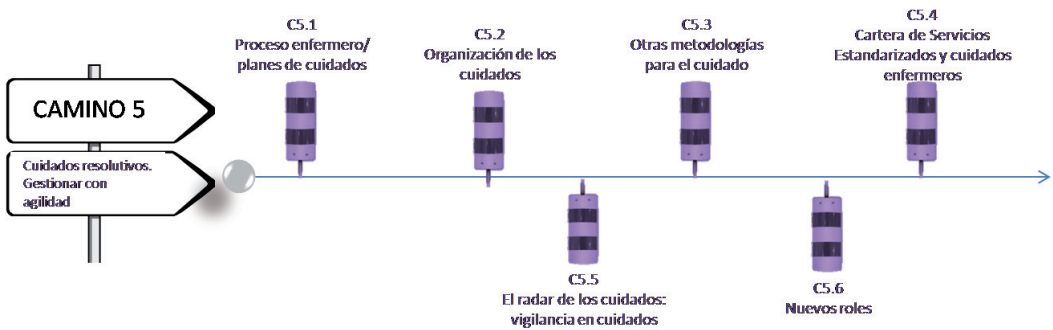 CAMINO 5
Cuidados resolutivos.
Gestionar con
agilidad
C5.1
Proceso enfermero/
planes de cuidados
C5.2
Organización de los
cuidados
C5.3
Otras metodologías
para el cuidado
C5.4
Cartera de Servicios
Estandarizados y cuidados
enfermeros
C5.5
El radar de los cuidados:
vigilancia en cuidados
C5.6
Nuevos roles